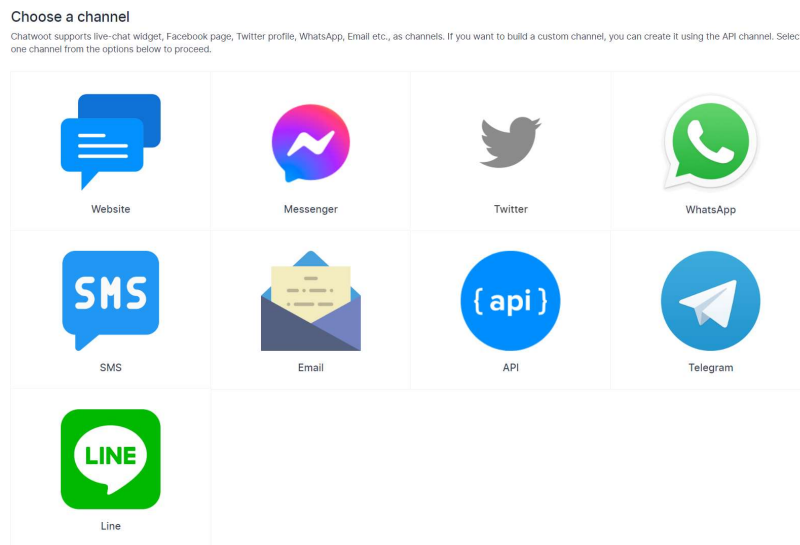 Choose a channel
Chatwoot supports live-chat widget, Facebook page, Twitter profile, WhatsApp, Email etc., as channels. If you want to build a custom channel, you can create it using the API channel. Selec
one channel from the options below to proceed.
Website
Messenger
Twitter
WhatsApp
SMS
{ api }
SMS
Email
API
Telegram
LINE
Line